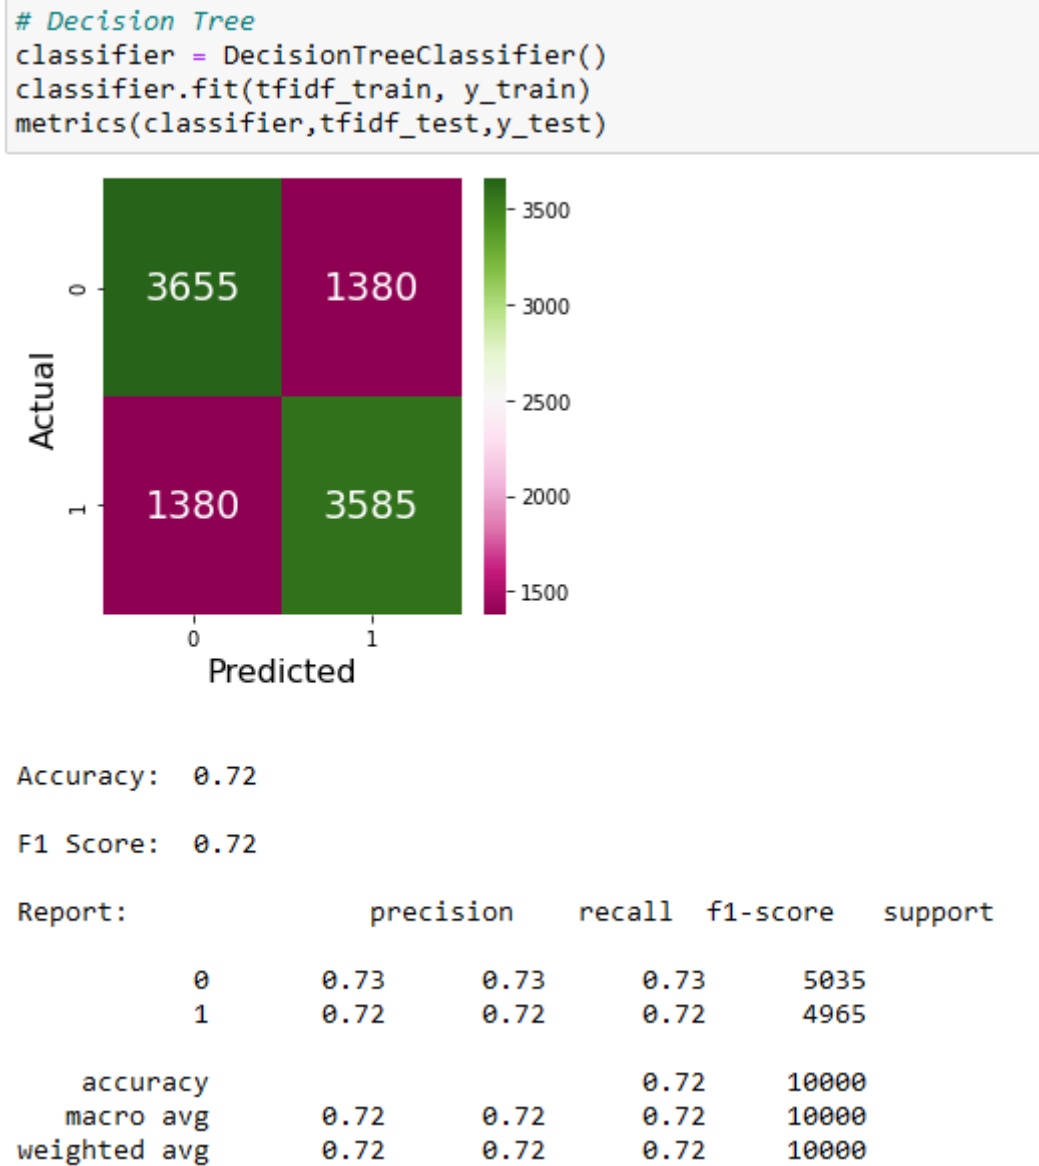 # Decision Tree
classifier = DecisionTreeClassifier()
classifier.fit(tfidf_train, y_train)
metrics(classifier,tfidf_test,y_test)
3500
3655 1380
0
3000
Actual
2500
1380 3585
1
2000
1500
0 1
Predicted
Accuracy: 0.72
F1 Score: 0.72
Report: precision recall f1-score support
0 0.73 0.73 0.73 5035
1 0.72 0.72 0.72 4965
accuracy 0.72 10000
macro avg 0.72 0.72 0.72 10000
weighted avg 0.72 0.72 0.72 10000